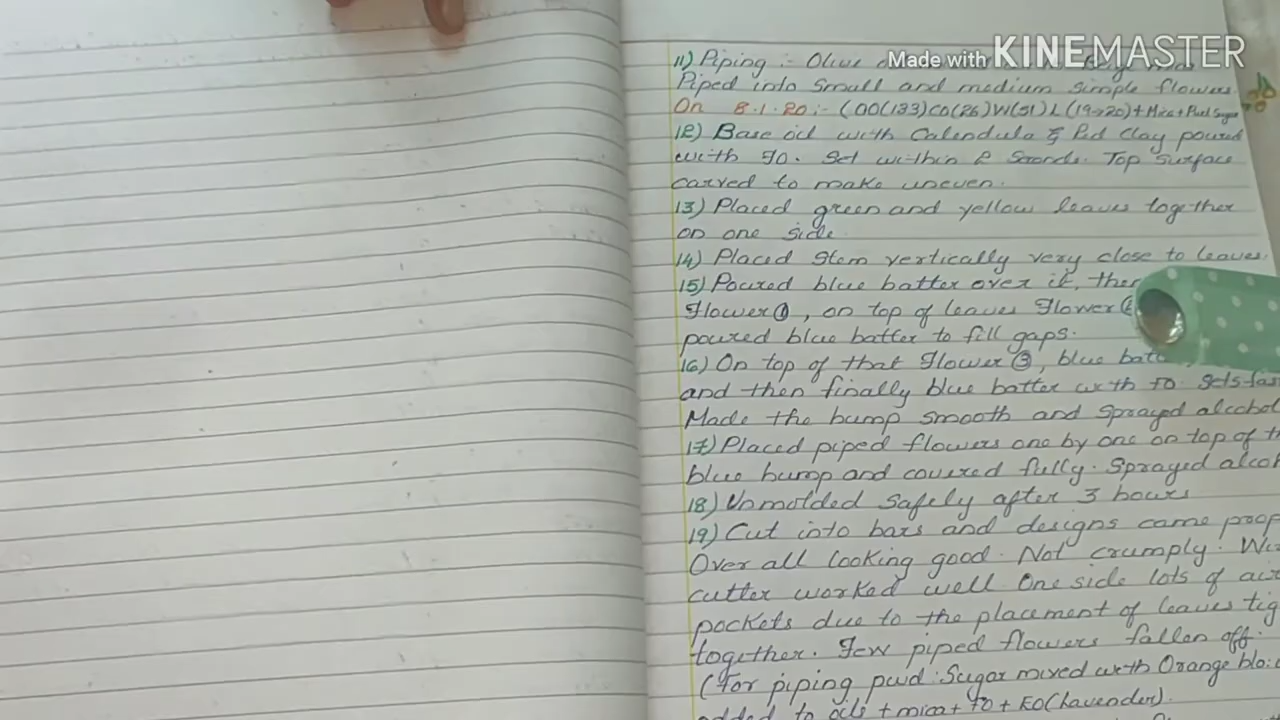 Made with KINEMASTER
11) Piping :- Olive
Piped into Small and medium simple flowers
On 8.1.20 :- (OO(133)CO(26)W(51)L(19->20)+Mica+Pwd Sugar
12) Base oil with Calendula & Red Clay poured
with FO. Set within 2 Seconds. Top surface
carved to make uneven.
13) Placed green and yellow leaves together
on one side
14) Placed Stem vertically very close to leaves.
15) Poured blue batter over it, then
flower ①, on top of leaves Flower
poured blue batter to fill gaps.
16) On top of that flower ③, blue bat
and then finally blue batter with FO. Sets fas
Made the bump smooth and sprayed alcohol
17) Placed piped flowers one by one on top of th
blue bump and covered fully. Sprayed alcoh
18) Unmolded safely after 3 hours
19) Cut into bars and designs came prop
Over all looking good. Not crumply. Wi
cutter worked well One side lots of air
pockets due to the placement of leaves tig
together. Few piped flowers fallen off.
(For piping pwd: Sugar mixed with Orange blo
added to oils + mica + FO + EO (lavender).